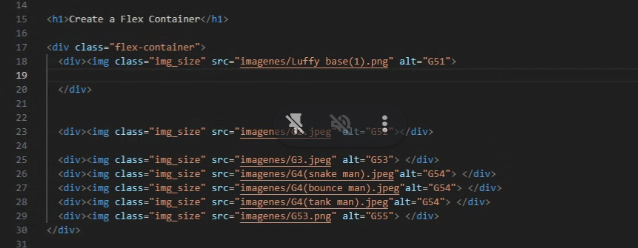 14
15 <h1>Create a Flex Container</h1>
16
17 <div class="flex-container">
18 <div><img class="img_size" src="imagenes/Luffy base(1).png" alt="G51">
19
20 </div>
21
22
23 <div><img class="img_size" src="imagenes/ .jpeg" alt="G52"></div>
24
25 <div><img class="img_size" src="imagenes/G3.jpeg" alt="G53"> </div>
26 <div><img class="img_size" src="imagenes/G4(snake man).jpeg"alt="G54"> </div>
27 <div><img class="img_size" src="imagenes/G4(bounce man).jpeg"alt="G54"> </div>
28 <div><img class="img_size" src="imagenes/G4(tank man).jpeg"alt="G54"> </div>
29 <div><img class="img_size" src="imagenes/G53.png" alt="G55"> </div>
30 </div>
31